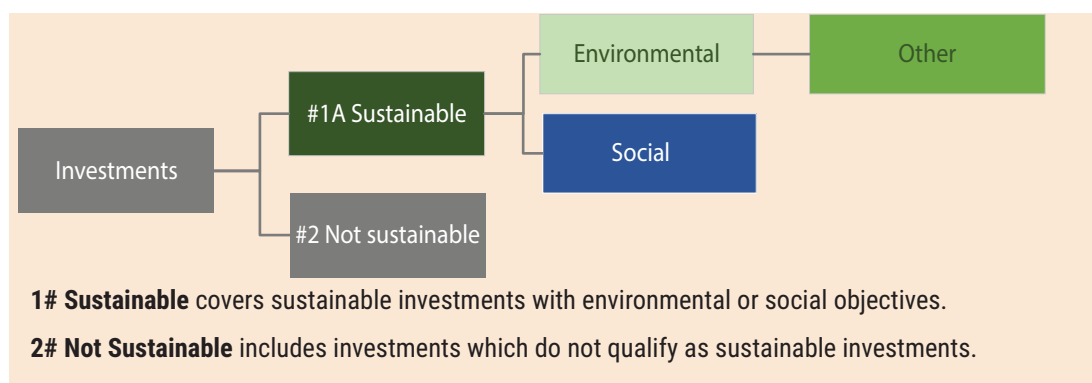 Environmental
Other
#1A Sustainable
Social
Investments
#2 Not sustainable
1# Sustainable covers sustainable investments with environmental or social objectives.
2# Not Sustainable includes investments which do not qualify as sustainable investments.